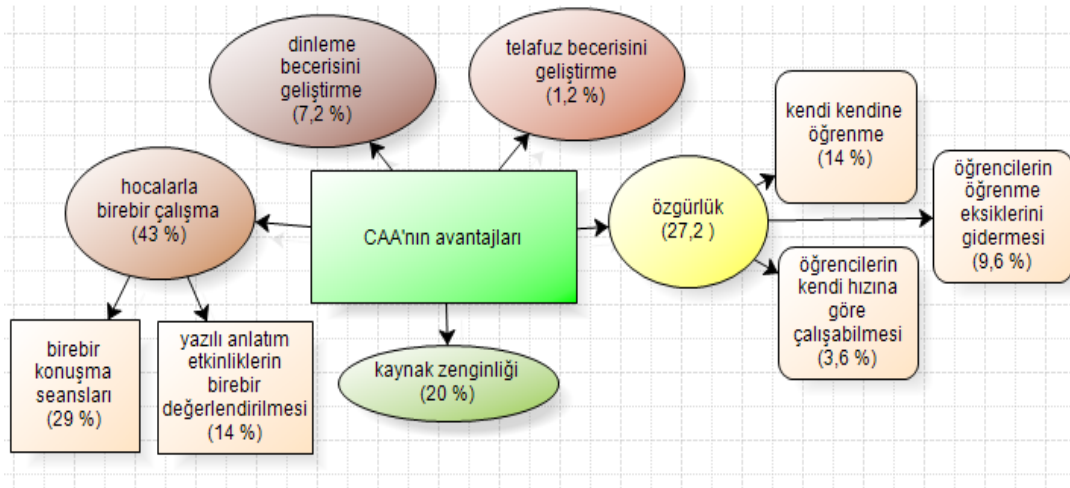 dinleme
becerisini
geliştirme
(7,2 %)
telafuz becerisini
geliştirme
(1,2 %)
kendi kendine
öğrenme
(14 %)
öğrencilerin
öğrenme
eksiklerini
gidermesi
(9,6 %)
hocalarla
birebir çalışma
(43 %)
CAA'nın avantajları
özgürlük
(27,2 )
öğrencilerin
kendi hızına
göre
çalışabilmesi
(3,6 %)
birebir
konuşma
seansları
(29 %)
yazılı anlatım
etkinliklerin
birebir
değerlendirilmesi
(14 %)
kaynak zenginliği
(20 %)